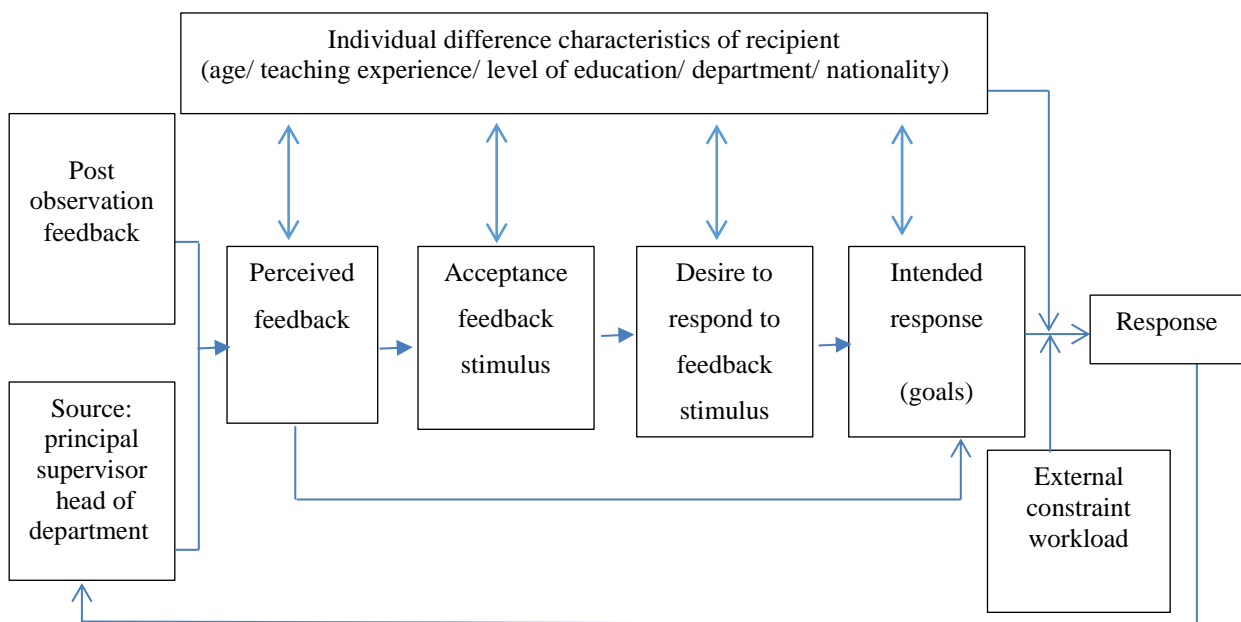 Individual difference characteristics of recipient
(age/ teaching experience/ level of education/ department/ nationality)
Post
observation
feedback
Perceived
feedback
Acceptance
feedback
stimulus
Desire to
respond to
feedback
stimulus
Intended
response
(goals)
Response
Source:
principal
supervisor
head of
department
External
constraint
workload